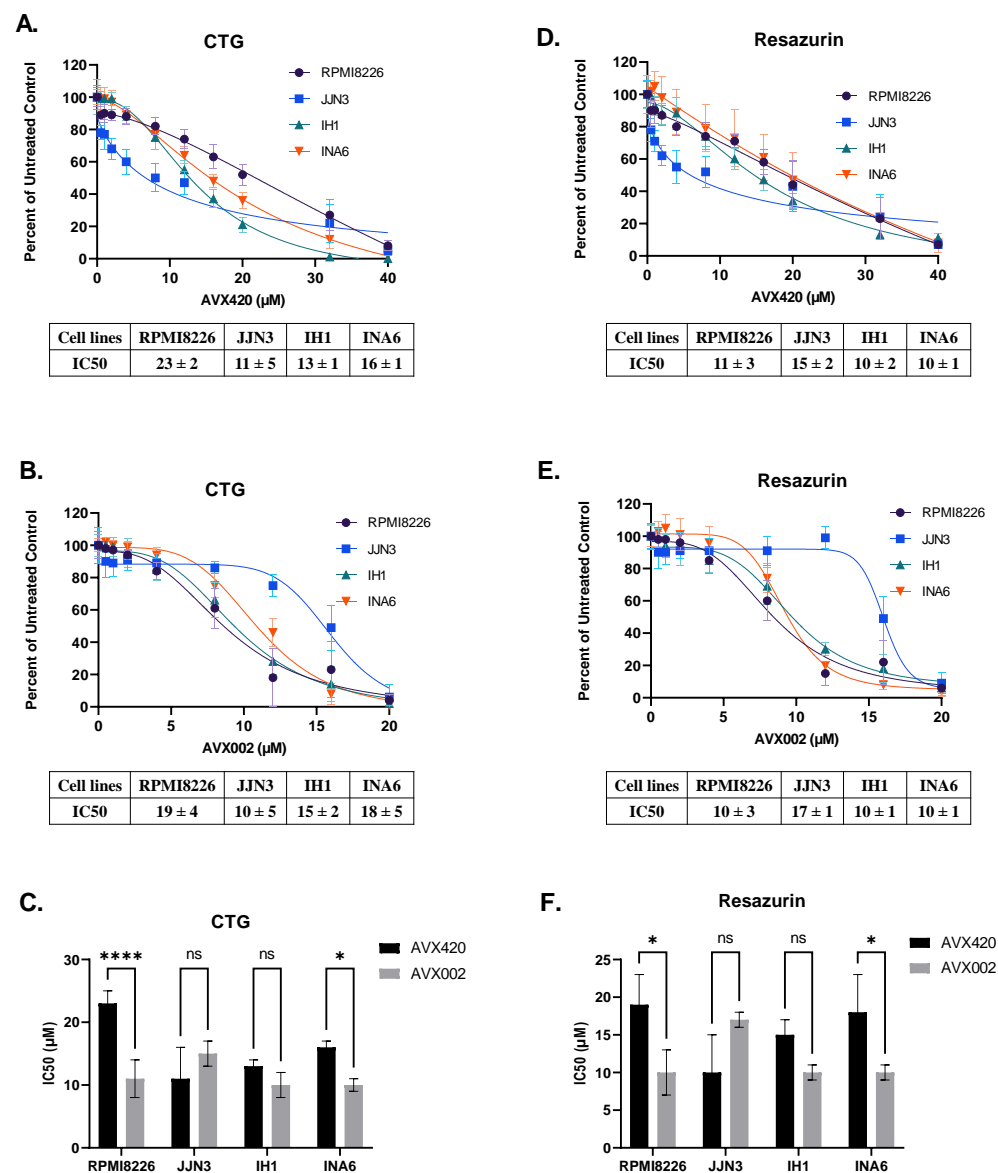 A.
CTG
Percent of Untreated Control
120
100
80
60
40
20
0
0 10 20 30 40
AVX420 (µM)
RPMI8226
JJN3
IH1
INA6
Cell lines RPMI8226 JJN3 IH1 INA6
IC50 23 ± 2 11 ± 5 13 ± 1 16 ± 1
D.
Resazurin
Percent of Untreated Control
120
100
80
60
40
20
0
0 10 20 30 40
AVX420 (µM)
RPMI8226
JJN3
IH1
INA6
Cell lines RPMI8226 JJN3 IH1 INA6
IC50 11 ± 3 15 ± 2 10 ± 2 10 ± 1
B.
CTG
Percent of Untreated Control
120
100
80
60
40
20
0
0 5 10 15 20
AVX002 (µM)
RPMI8226
JJN3
IH1
INA6
Cell lines RPMI8226 JJN3 IH1 INA6
IC50 19 ± 4 10 ± 5 15 ± 2 18 ± 5
E.
Resazurin
Percent of Untreated Control
120
100
80
60
40
20
0
0 5 10 15 20
AVX002 (µM)
RPMI8226
JJN3
IH1
INA6
Cell lines RPMI8226 JJN3 IH1 INA6
IC50 10 ± 3 17 ± 1 10 ± 1 10 ± 1
C.
CTG
IC50 (µM)
30
20
10
0
**** ns ns *
RPMI8226 JJN3 IH1 INA6
AVX420
AVX002
F.
Resazurin
IC50 (µM)
25
20
15
10
5
0
* ns ns *
RPMI8226 JJN3 IH1 INA6
AVX420
AVX002